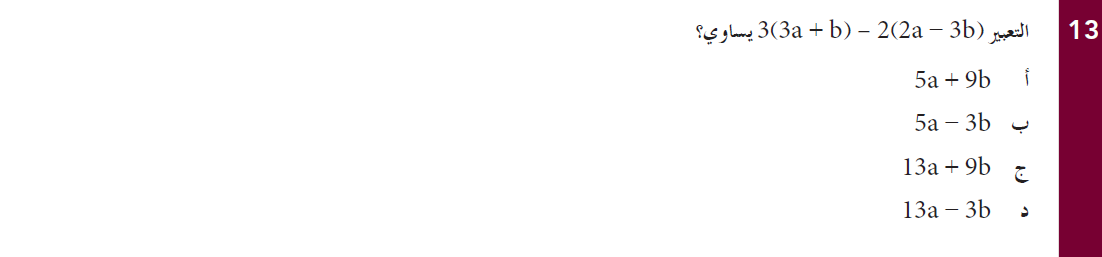 13
التعبير 3(3a + b) – 2(2a − 3b) يساوي؟
أ 5a + 9b
ب 5a − 3b
ج 13a + 9b
د 13a − 3b